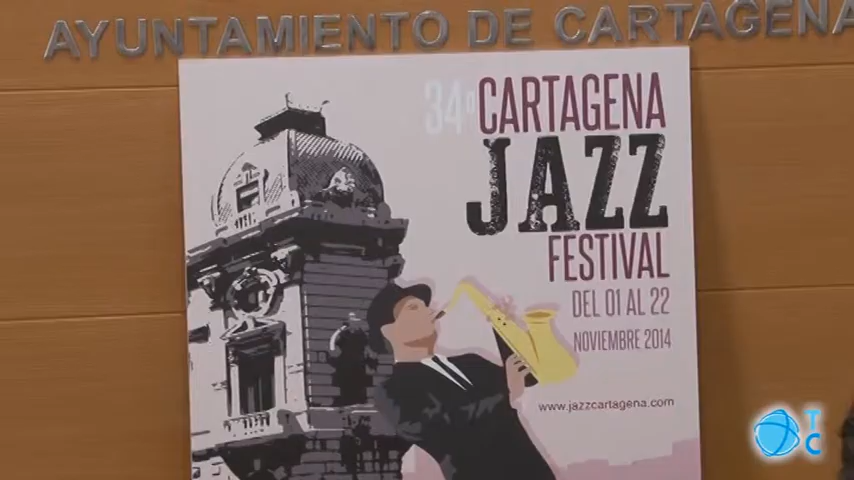 AYUNTAMIENTO DE CARTAGENA
34º CARTAGENA
JAZZ
FESTIVAL
DEL 01 AL 22
NOVIEMBRE 2014
www.jazzcartagena.com
TC